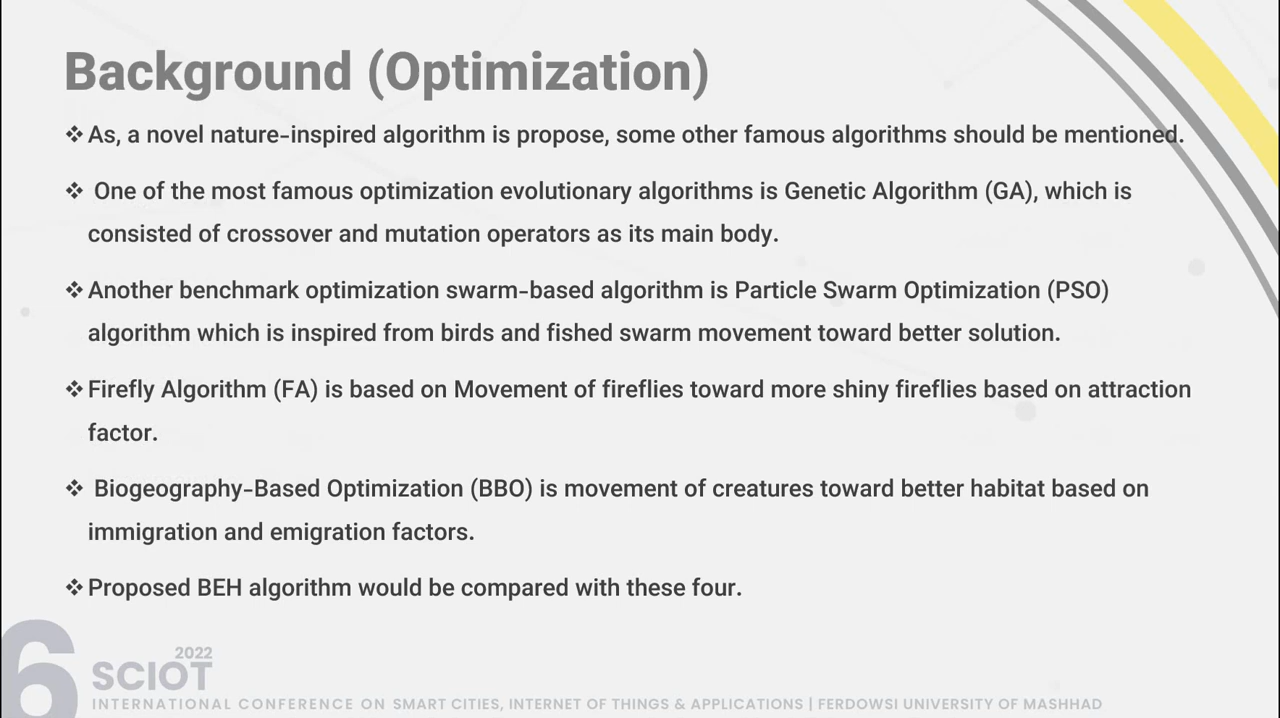 Background (Optimization)
❖ As, a novel nature-inspired algorithm is propose, some other famous algorithms should be mentioned.
❖ One of the most famous optimization evolutionary algorithms is Genetic Algorithm (GA), which is
consisted of crossover and mutation operators as its main body.
❖ Another benchmark optimization swarm-based algorithm is Particle Swarm Optimization (PSO)
algorithm which is inspired from birds and fished swarm movement toward better solution.
❖ Firefly Algorithm (FA) is based on Movement of fireflies toward more shiny fireflies based on attraction
factor.
❖ Biogeography-Based Optimization (BBO) is movement of creatures toward better habitat based on
immigration and emigration factors.
❖ Proposed BEH algorithm would be compared with these four.
6
2022
SCIOT
INTERNATIONAL CONFERENCE ON SMART CITIES, INTERNET OF THINGS & APPLICATIONS | FERDOWSI UNIVERSITY OF MASHHAD